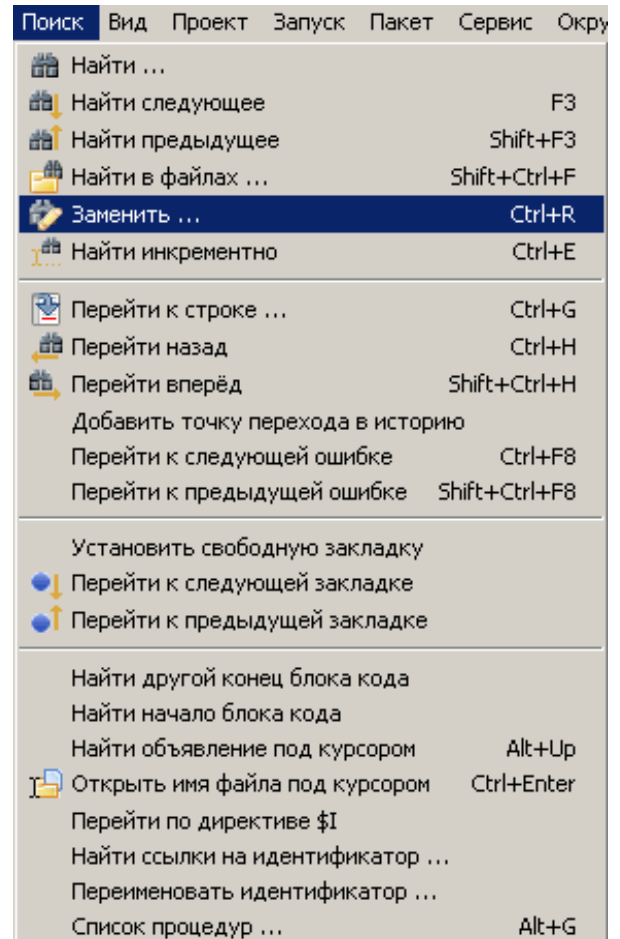 Поиск Вид Проект Запуск Пакет Сервис Окру
Найти ...
Найти следующее F3
Найти предыдущее Shift+F3
Найти в файлах ... Shift+Ctrl+F
Заменить ... Ctrl+R
Найти инкрементно Ctrl+E
Перейти к строке ... Ctrl+G
Перейти назад Ctrl+H
Перейти вперёд Shift+Ctrl+H
Добавить точку перехода в историю
Перейти к следующей ошибке Ctrl+F8
Перейти к предыдущей ошибке Shift+Ctrl+F8
Установить свободную закладку
Перейти к следующей закладке
Перейти к предыдущей закладке
Найти другой конец блока кода
Найти начало блока кода
Найти объявление под курсором Alt+Up
Открыть имя файла под курсором Ctrl+Enter
Перейти по директиве $I
Найти ссылки на идентификатор ...
Переименовать идентификатор ...
Список процедур ... Alt+G